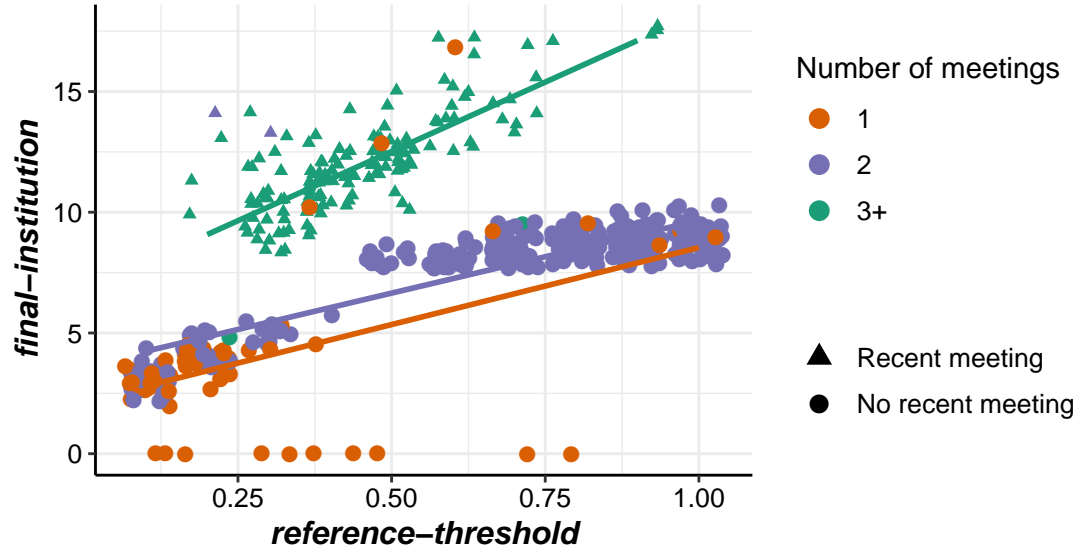 15
10
5
0
final−institution
0.25 0.50 0.75 1.00
reference−threshold
Number of meetings
1
2
3+
Recent meeting
No recent meeting